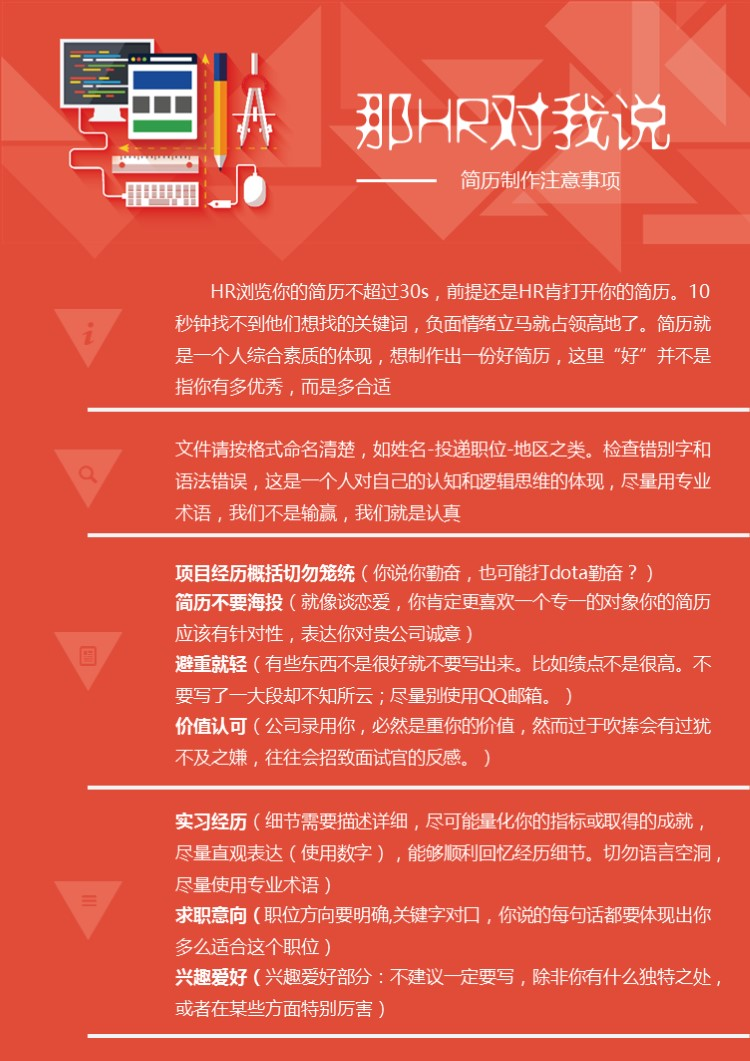 那HR对我说
简历制作注意事项
HR浏览你的简历不超过30s，前提还是HR肯打开你的简历。10
秒钟找不到他们想找的关键词，负面情绪立马就占领高地了。简历就
是一个人综合素质的体现，想制作出一份好简历，这里“好”并不是
指你有多优秀，而是多合适
文件请按格式命名清楚，如姓名-投递职位-地区之类。检查错别字和
语法错误，这是一个人对自己的认知和逻辑思维的体现，尽量用专业
术语，我们不是输赢，我们就是认真
项目经历概括切勿笼统（你说你勤奋，也可能打dota勤奋？）
简历不要海投（就像谈恋爱，你肯定更喜欢一个专一的对象你的简历
应该有针对性，表达你对贵公司诚意）
避重就轻（有些东西不是很好就不要写出来。比如绩点不是很高。不
要写了一大段却不知所云；尽量别使用QQ邮箱。）
价值认可（公司录用你，必然是重你的价值，然而过于吹捧会有过犹
不及之嫌，往往会招致面试官的反感。）
实习经历（细节需要描述详细，尽可能量化你的指标或取得的成就，
尽量直观表达（使用数字），能够顺利回忆经历细节。切勿语言空洞，
尽量使用专业术语）
求职意向（职位方向要明确,关键字对口，你说的每句话都要体现出你
多么适合这个职位）
兴趣爱好（兴趣爱好部分：不建议一定要写，除非你有什么独特之处，
或者在某些方面特别厉害）